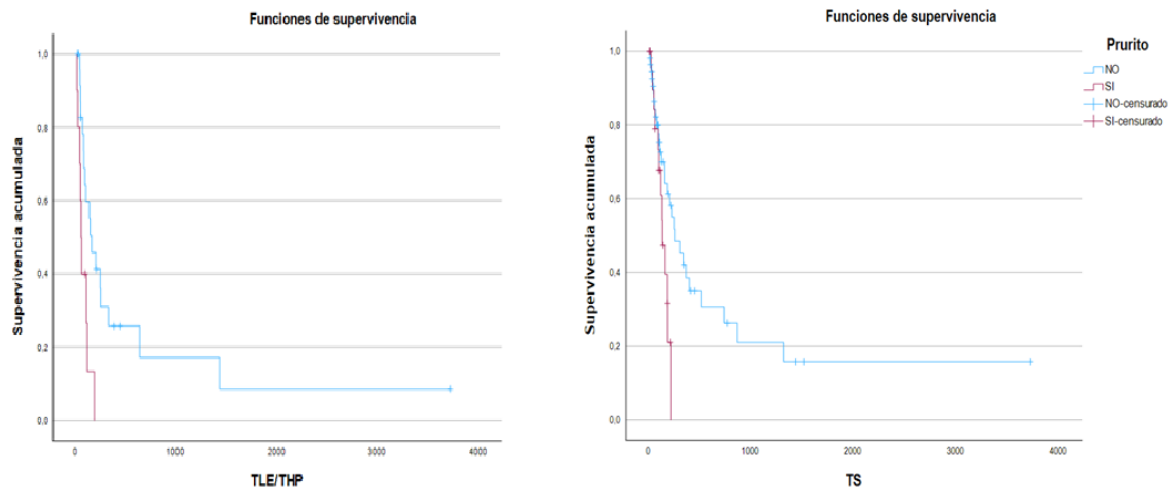 Funciones de supervivencia
Supervivencia acumulada
1,0
0,8
0,6
0,4
0,2
0,0
0
1000
2000
3000
4000
TLE/THP
Funciones de supervivencia
Supervivencia acumulada
1,0
0,8
0,6
0,4
0,2
0,0
0
1000
2000
3000
4000
TS
Prurito
NO
SI
NO-censurado
SI-censurado